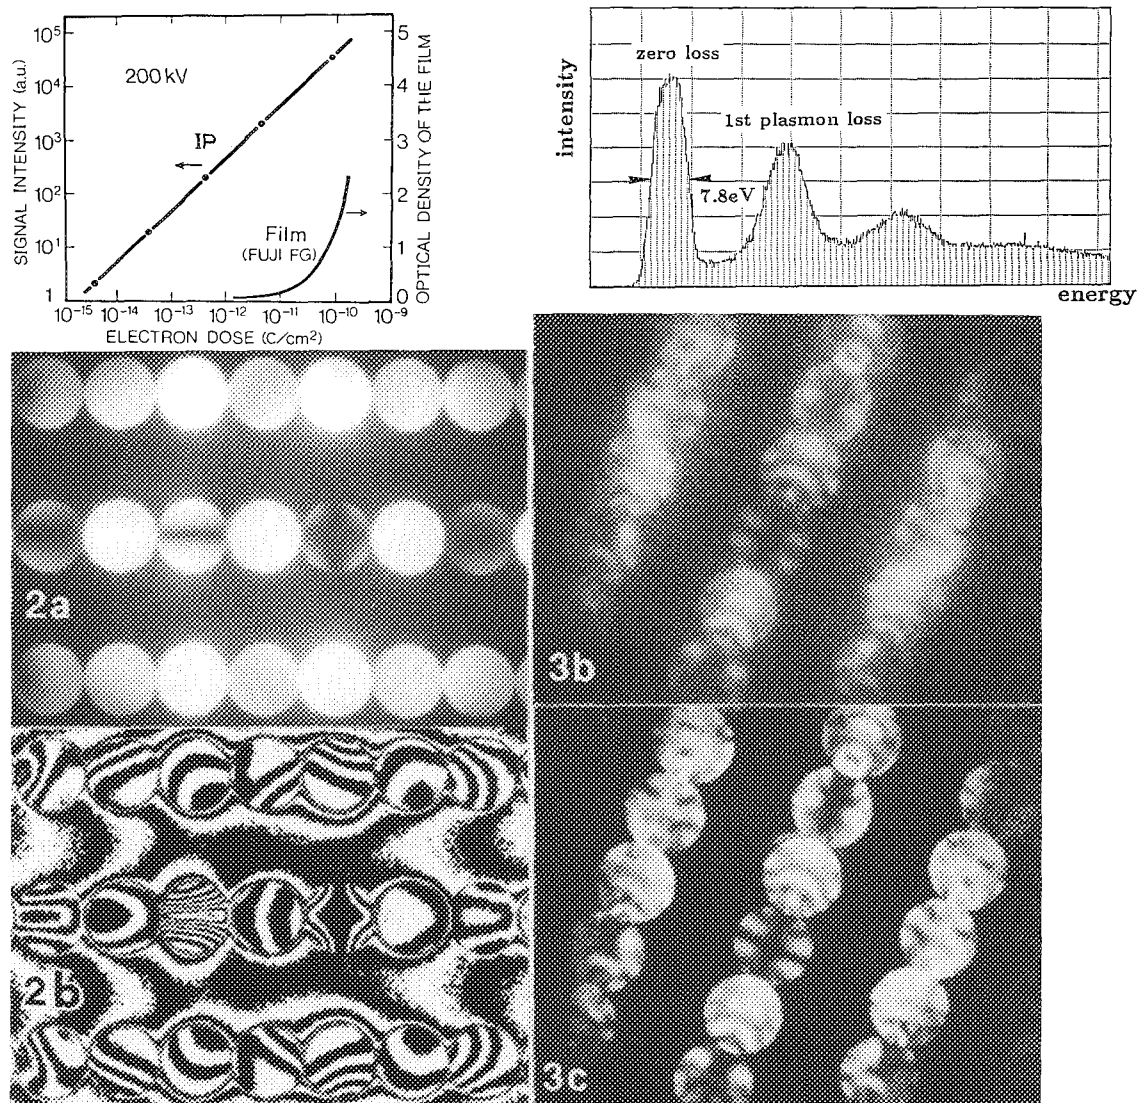 SIGNAL INTENSITY (a.u.)
10⁵
10⁴
10³
10²
10¹
1
200 kV
IP
Film
(FUJI FG)
5
4
3
2
1
0
OPTICAL DENSITY OF THE FILM
10⁻¹⁵ 10⁻¹⁴ 10⁻¹³ 10⁻¹² 10⁻¹¹ 10⁻¹⁰ 10⁻⁹
ELECTRON DOSE (C/cm²)
intensity
zero loss
1st plasmon loss
7.8eV
energy
2a
2b
3b
3c